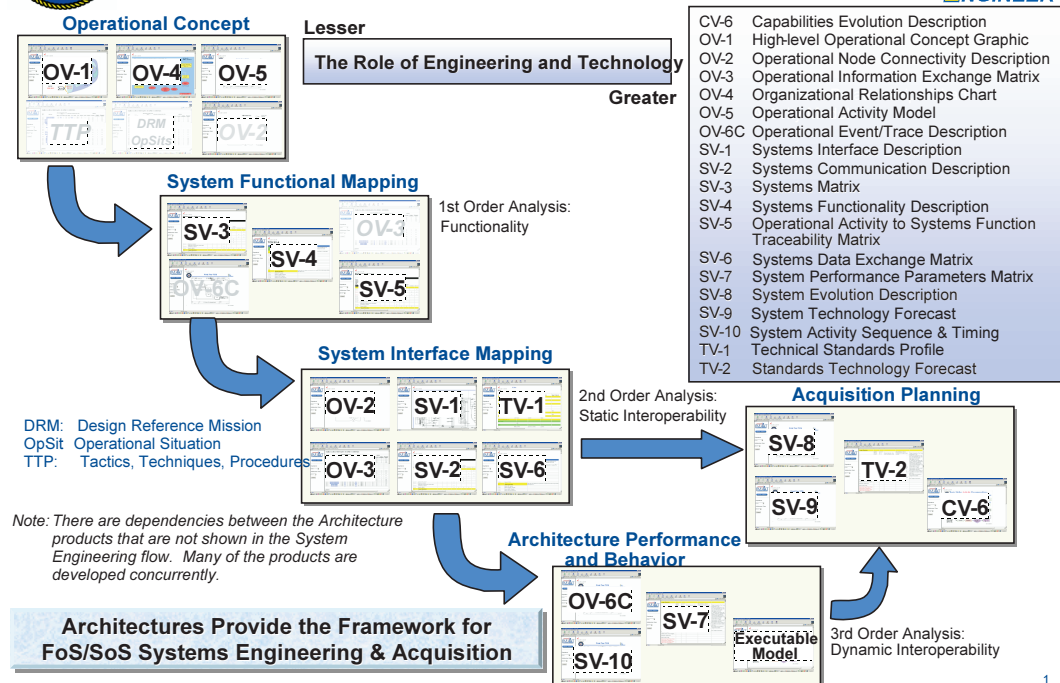 ENGINEER
Operational Concept
OV-1
OV-4
OV-5
TTP
DRM
OpSits
OV-2
Lesser
The Role of Engineering and Technology
Greater
CV-6 Capabilities Evolution Description
OV-1 High-level Operational Concept Graphic
OV-2 Operational Node Connectivity Description
OV-3 Operational Information Exchange Matrix
OV-4 Organizational Relationships Chart
OV-5 Operational Activity Model
OV-6C Operational Event/Trace Description
SV-1 Systems Interface Description
SV-2 Systems Communication Description
SV-3 Systems Matrix
SV-4 Systems Functionality Description
SV-5 Operational Activity to Systems Function
Traceability Matrix
SV-6 Systems Data Exchange Matrix
SV-7 System Performance Parameters Matrix
SV-8 System Evolution Description
SV-9 System Technology Forecast
SV-10 System Activity Sequence & Timing
TV-1 Technical Standards Profile
TV-2 Standards Technology Forecast
System Functional Mapping
SV-3
SV-4
OV-3
OV-6C
SV-5
1st Order Analysis:
Functionality
System Interface Mapping
OV-2
SV-1
TV-1
OV-3
SV-2
SV-6
2nd Order Analysis:
Static Interoperability
DRM: Design Reference Mission
OpSit Operational Situation
TTP: Tactics, Techniques, Procedures
Acquisition Planning
SV-8
TV-2
SV-9
CV-6
Note: There are dependencies between the Architecture
products that are not shown in the System
Engineering flow. Many of the products are
developed concurrently.
Architecture Performance
and Behavior
OV-6C
SV-7
SV-10
Executable
Model
3rd Order Analysis:
Dynamic Interoperability
Architectures Provide the Framework for
FoS/SoS Systems Engineering & Acquisition
1